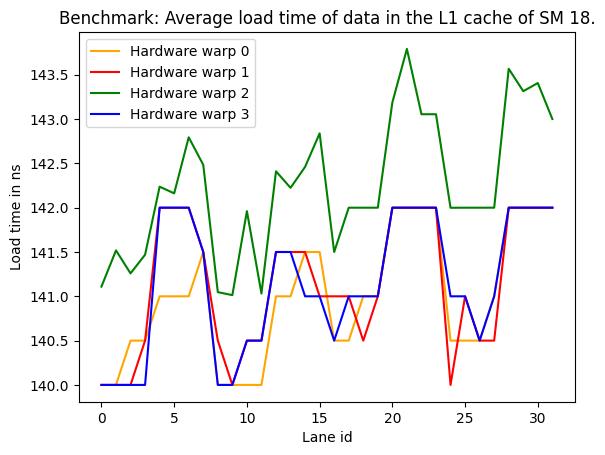 Benchmark: Average load time of data in the L1 cache of SM 18.
Hardware warp 0
Hardware warp 1
Hardware warp 2
Hardware warp 3
143.5
143.0
142.5
142.0
141.5
141.0
140.5
140.0
Load time in ns
0 5 10 15 20 25 30
Lane id